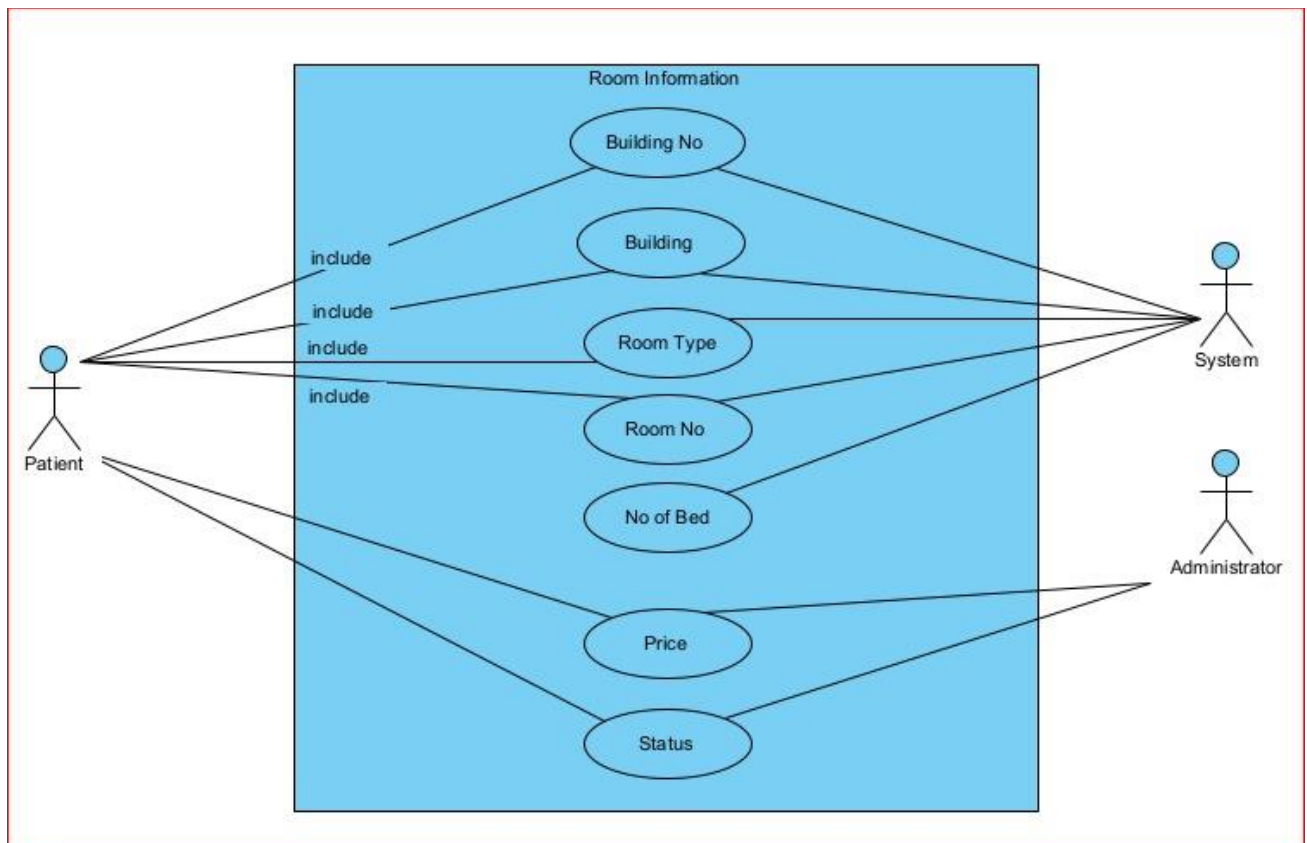 Room Information
Building No
Building
include
include
Room Type
include
include
Room No
No of Bed
Price
Status
Patient
System
Administrator